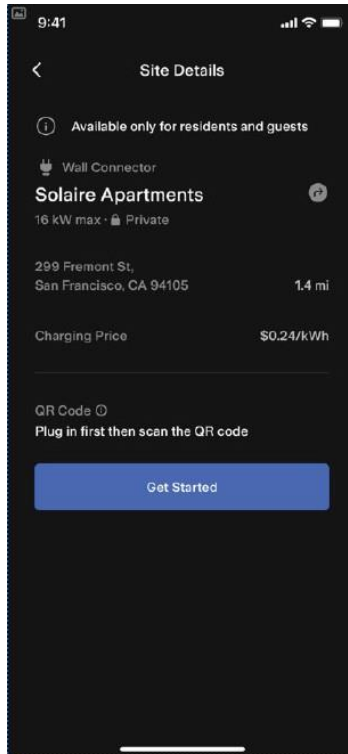 9:41
Site Details
Available only for residents and guests
Wall Connector
Solaire Apartments
16 kW max · Private
299 Fremont St,
San Francisco, CA 94105
1.4 mi
Charging Price
$0.24/kWh
QR Code
Plug in first then scan the QR code
Get Started